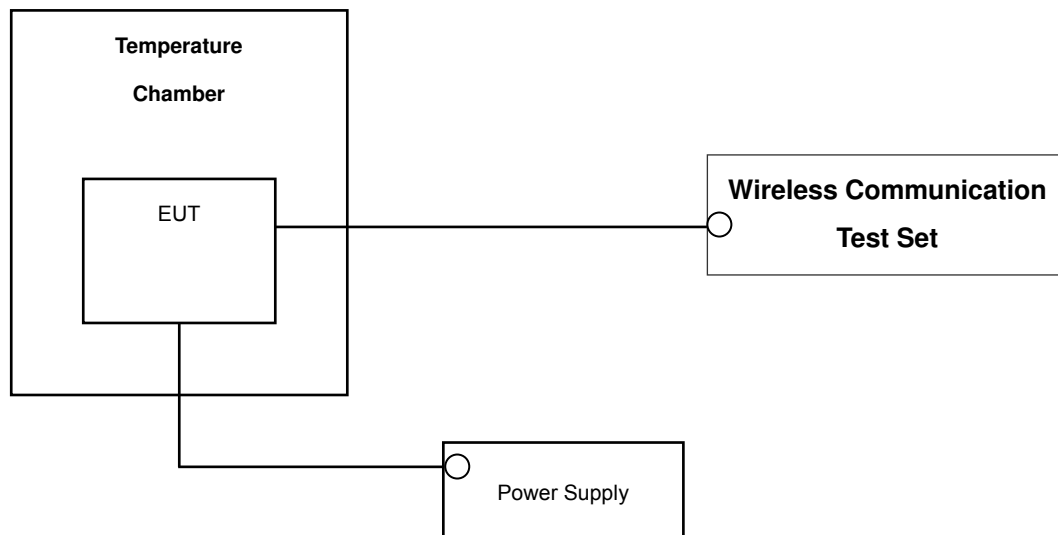 Temperature
Chamber
EUT
Wireless Communication
Test Set
Power Supply